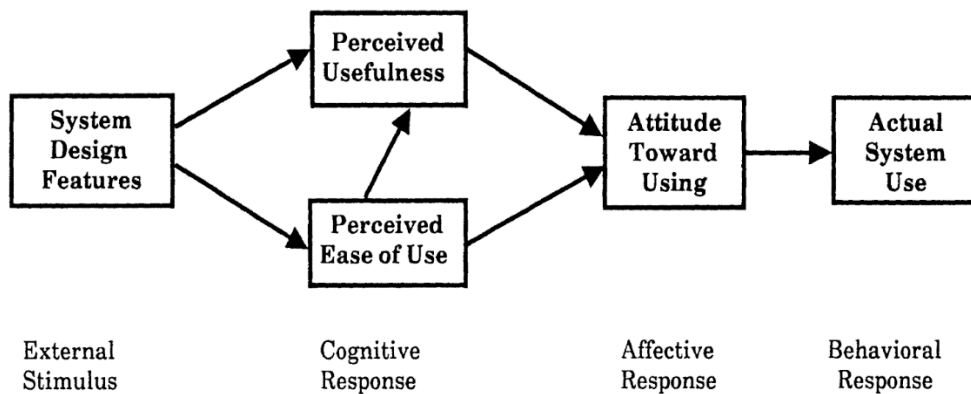 Perceived
Usefulness
System
Design
Features
Attitude
Toward
Using
Actual
System
Use
Perceived
Ease of Use
External
Stimulus
Cognitive
Response
Affective
Response
Behavioral
Response